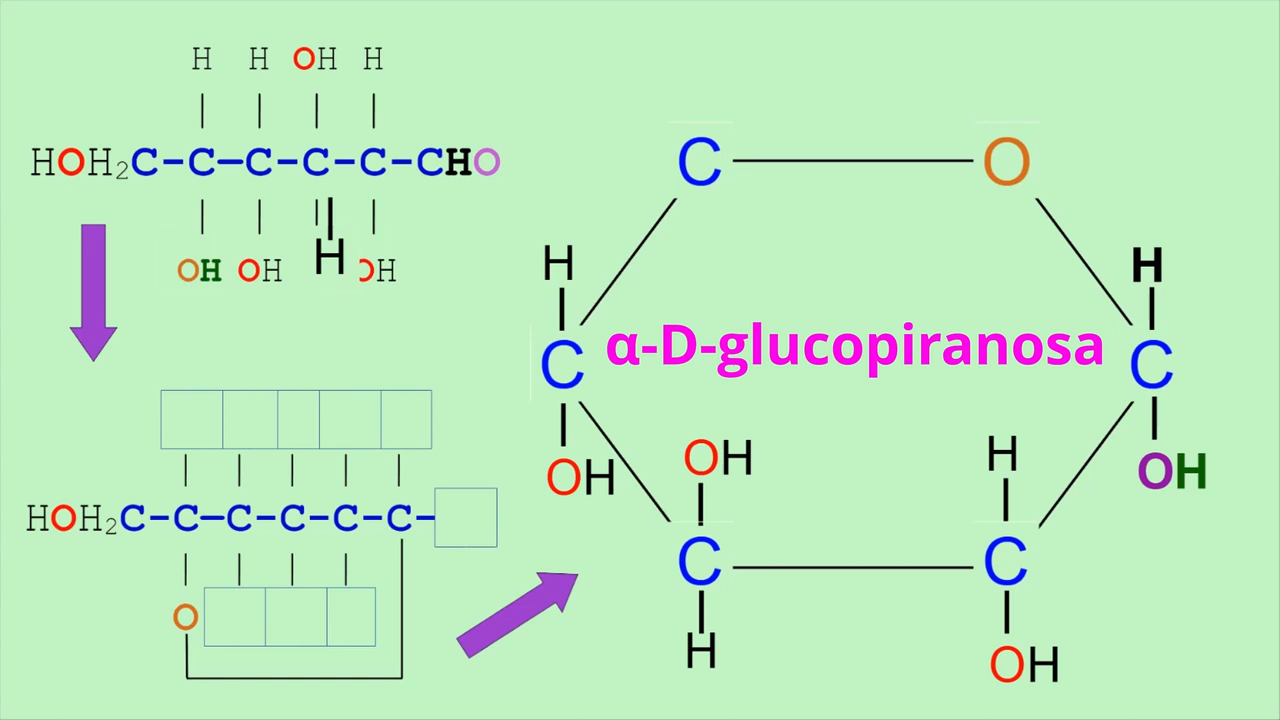 H H OH H
HOH₂C-C-C-C-C-CHO
OH OH H OH
HOH₂C-C-C-C-C-C-
O
C O
H H
C α-D-glucopiranosa C
OH OH H OH
C C
H OH